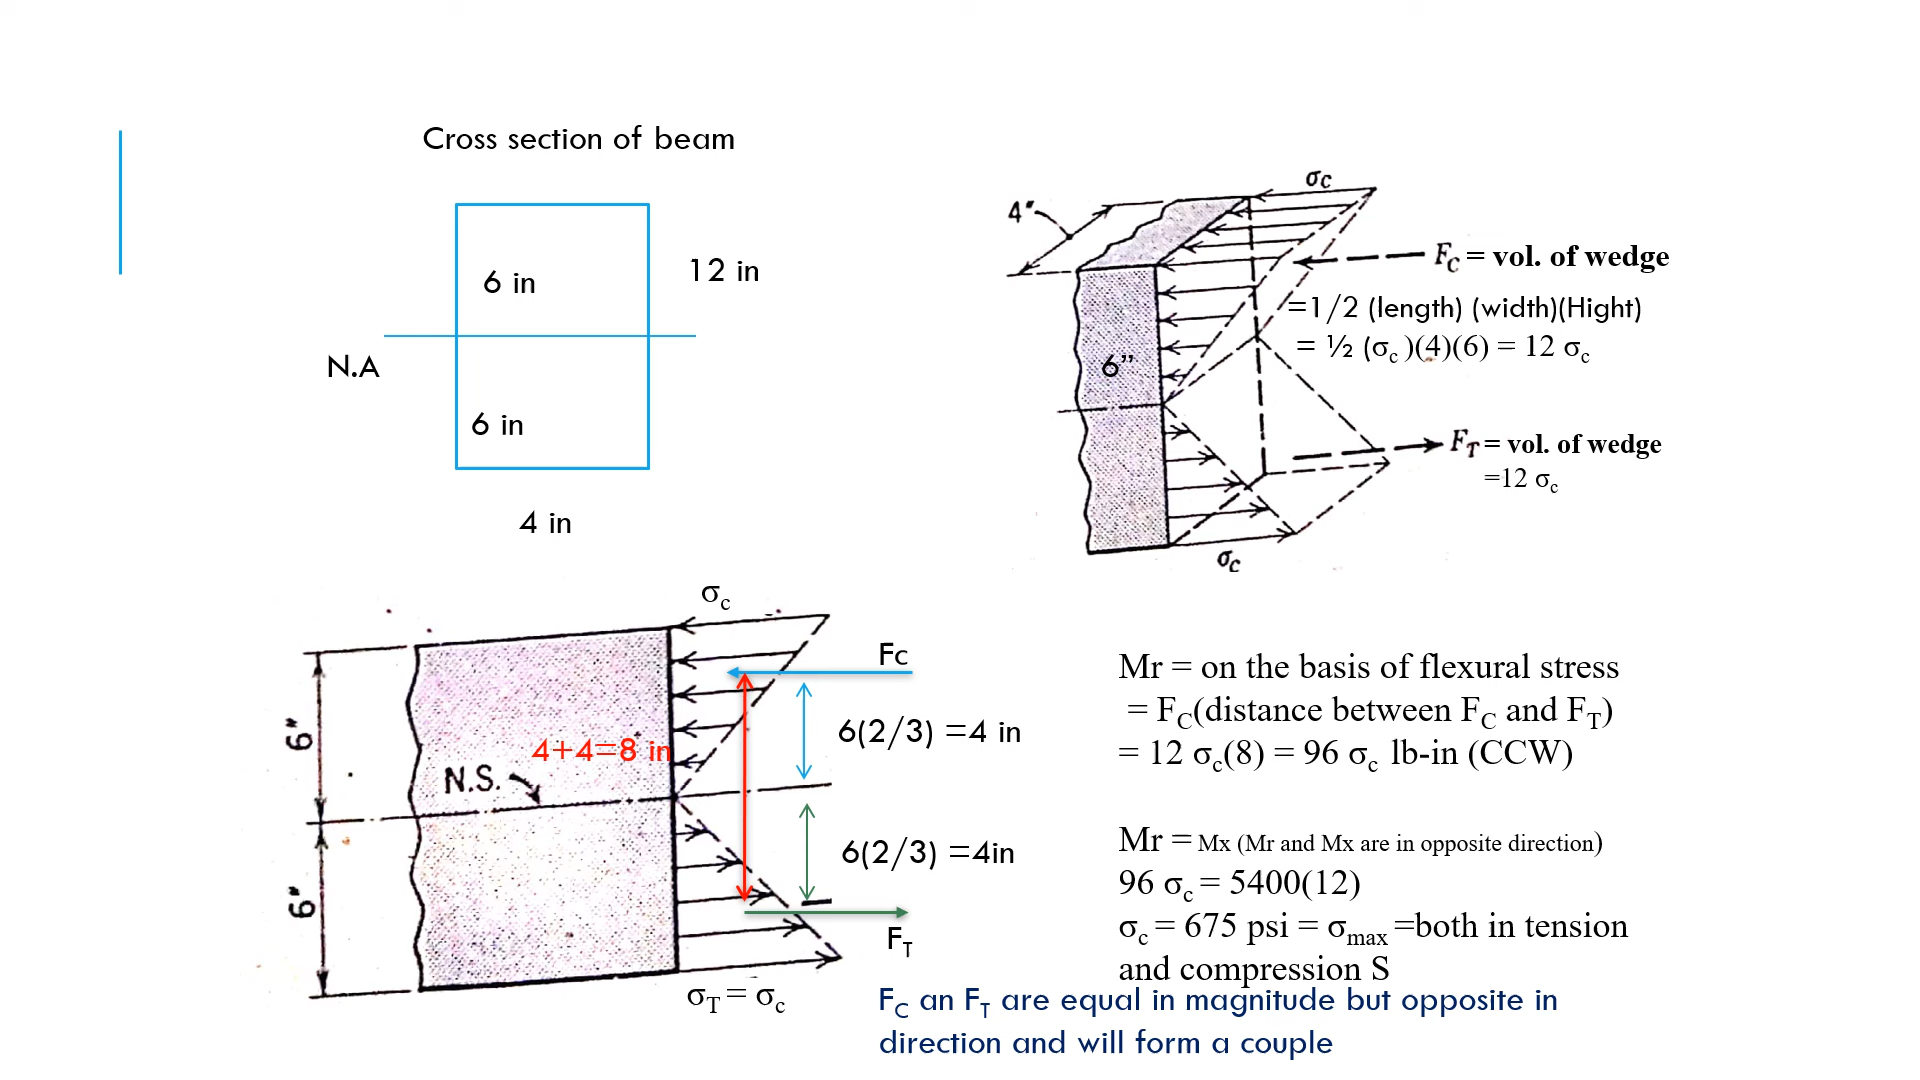 Cross section of beam
6 in
12 in
N.A
6 in
4 in
σc
4"
Fc = vol. of wedge
=1/2 (length) (width)(Hight)
= ½ (σc )(4)(6) = 12 σc
6”
FT = vol. of wedge
=12 σc
σc
σc
Fc
6(2/3) =4 in
4+4=8 in
6"
N.S.
6(2/3) =4in
6"
FT
σT = σc
Mr = on the basis of flexural stress
= FC(distance between FC and FT)
= 12 σc(8) = 96 σc lb-in (CCW)
Mr = Mx (Mr and Mx are in opposite direction)
96 σc = 5400(12)
σc = 675 psi = σmax =both in tension
and compression S
FC an FT are equal in magnitude but opposite in
direction and will form a couple